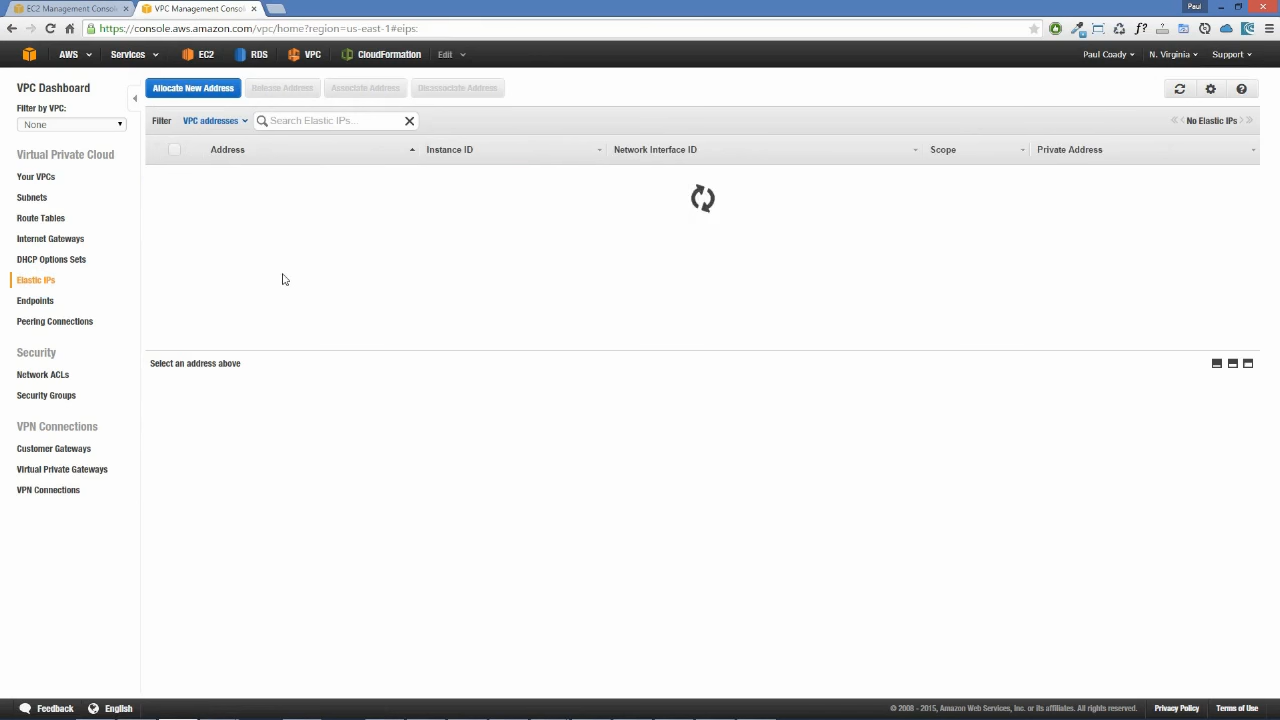 EC2 Management Consol
VPC Management Consol
Paul
https://console.aws.amazon.com/vpc/home?region=us-east-1#eips:
AWS Services EC2 RDS VPC CloudFormation Edit Paul Coady N. Virginia Support
VPC Dashboard
Filter by VPC:
None
Virtual Private Cloud
Your VPCs
Subnets
Route Tables
Internet Gateways
DHCP Options Sets
Elastic IPs
Endpoints
Peering Connections
Security
Network ACLs
Security Groups
VPN Connections
Customer Gateways
Virtual Private Gateways
VPN Connections
Allocate New Address Release Address Associate Address Disassociate Address
Filter VPC addresses Search Elastic IPs... No Elastic IPs
Address Instance ID Network Interface ID Scope Private Address
Select an address above
Feedback English © 2008 - 2015, Amazon Web Services, Inc. or its affiliates. All rights reserved. Privacy Policy Terms of Use